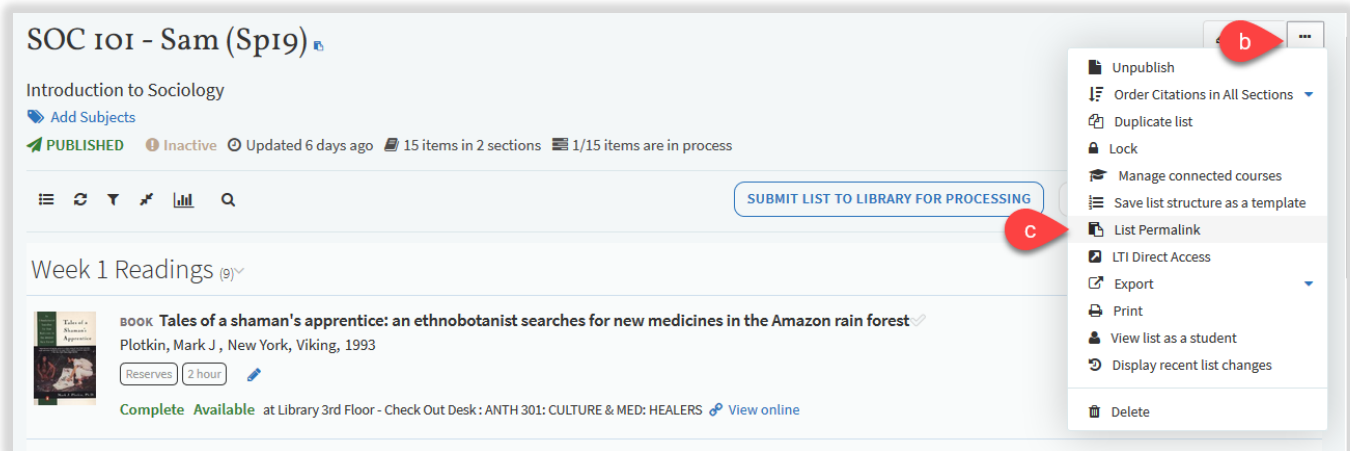 SOC 101 - Sam (Sp19)
b
Introduction to Sociology
Add Subjects
PUBLISHED Inactive Updated 6 days ago 15 items in 2 sections 1/15 items are in process
SUBMIT LIST TO LIBRARY FOR PROCESSING
Week 1 Readings (9)
BOOK Tales of a shaman's apprentice: an ethnobotanist searches for new medicines in the Amazon rain forest
Plotkin, Mark J , New York, Viking, 1993
Reserves 2 hour
Complete Available at Library 3rd Floor - Check Out Desk : ANTH 301: CULTURE & MED: HEALERS View online
Unpublish
Order Citations in All Sections
Duplicate list
Lock
Manage connected courses
Save list structure as a template
c
List Permalink
LTI Direct Access
Export
Print
View list as a student
Display recent list changes
Delete